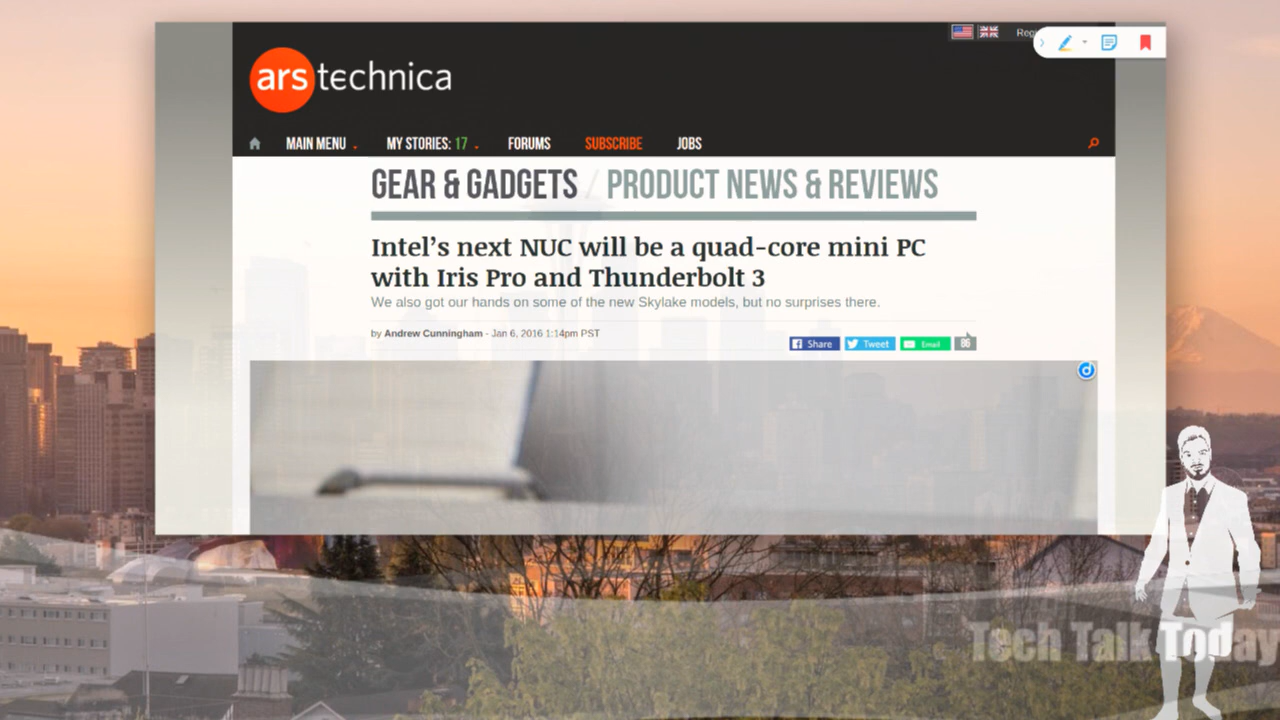 ars technica
MAIN MENU
MY STORIES: 17
FORUMS
SUBSCRIBE
JOBS
GEAR & GADGETS / PRODUCT NEWS & REVIEWS
Intel's next NUC will be a quad-core mini PC
with Iris Pro and Thunderbolt 3
We also got our hands on some of the new Skylake models, but no surprises there.
by Andrew Cunningham - Jan 6, 2016 1:14pm PST
Share
Tweet
Email
86
Tech Talk Today